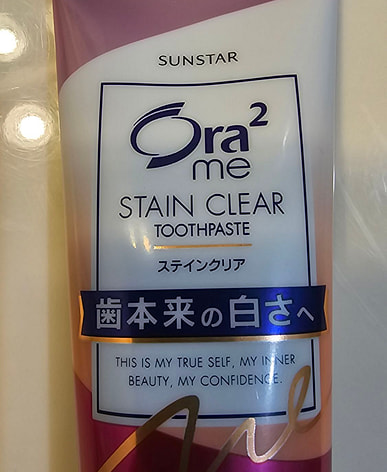 SUNSTAR
Ora²
me
STAIN CLEAR
TOOTHPASTE
ステインクリア
歯本来の白さへ
THIS IS MY TRUE SELF, MY INNER
BEAUTY, MY CONFIDENCE.
me